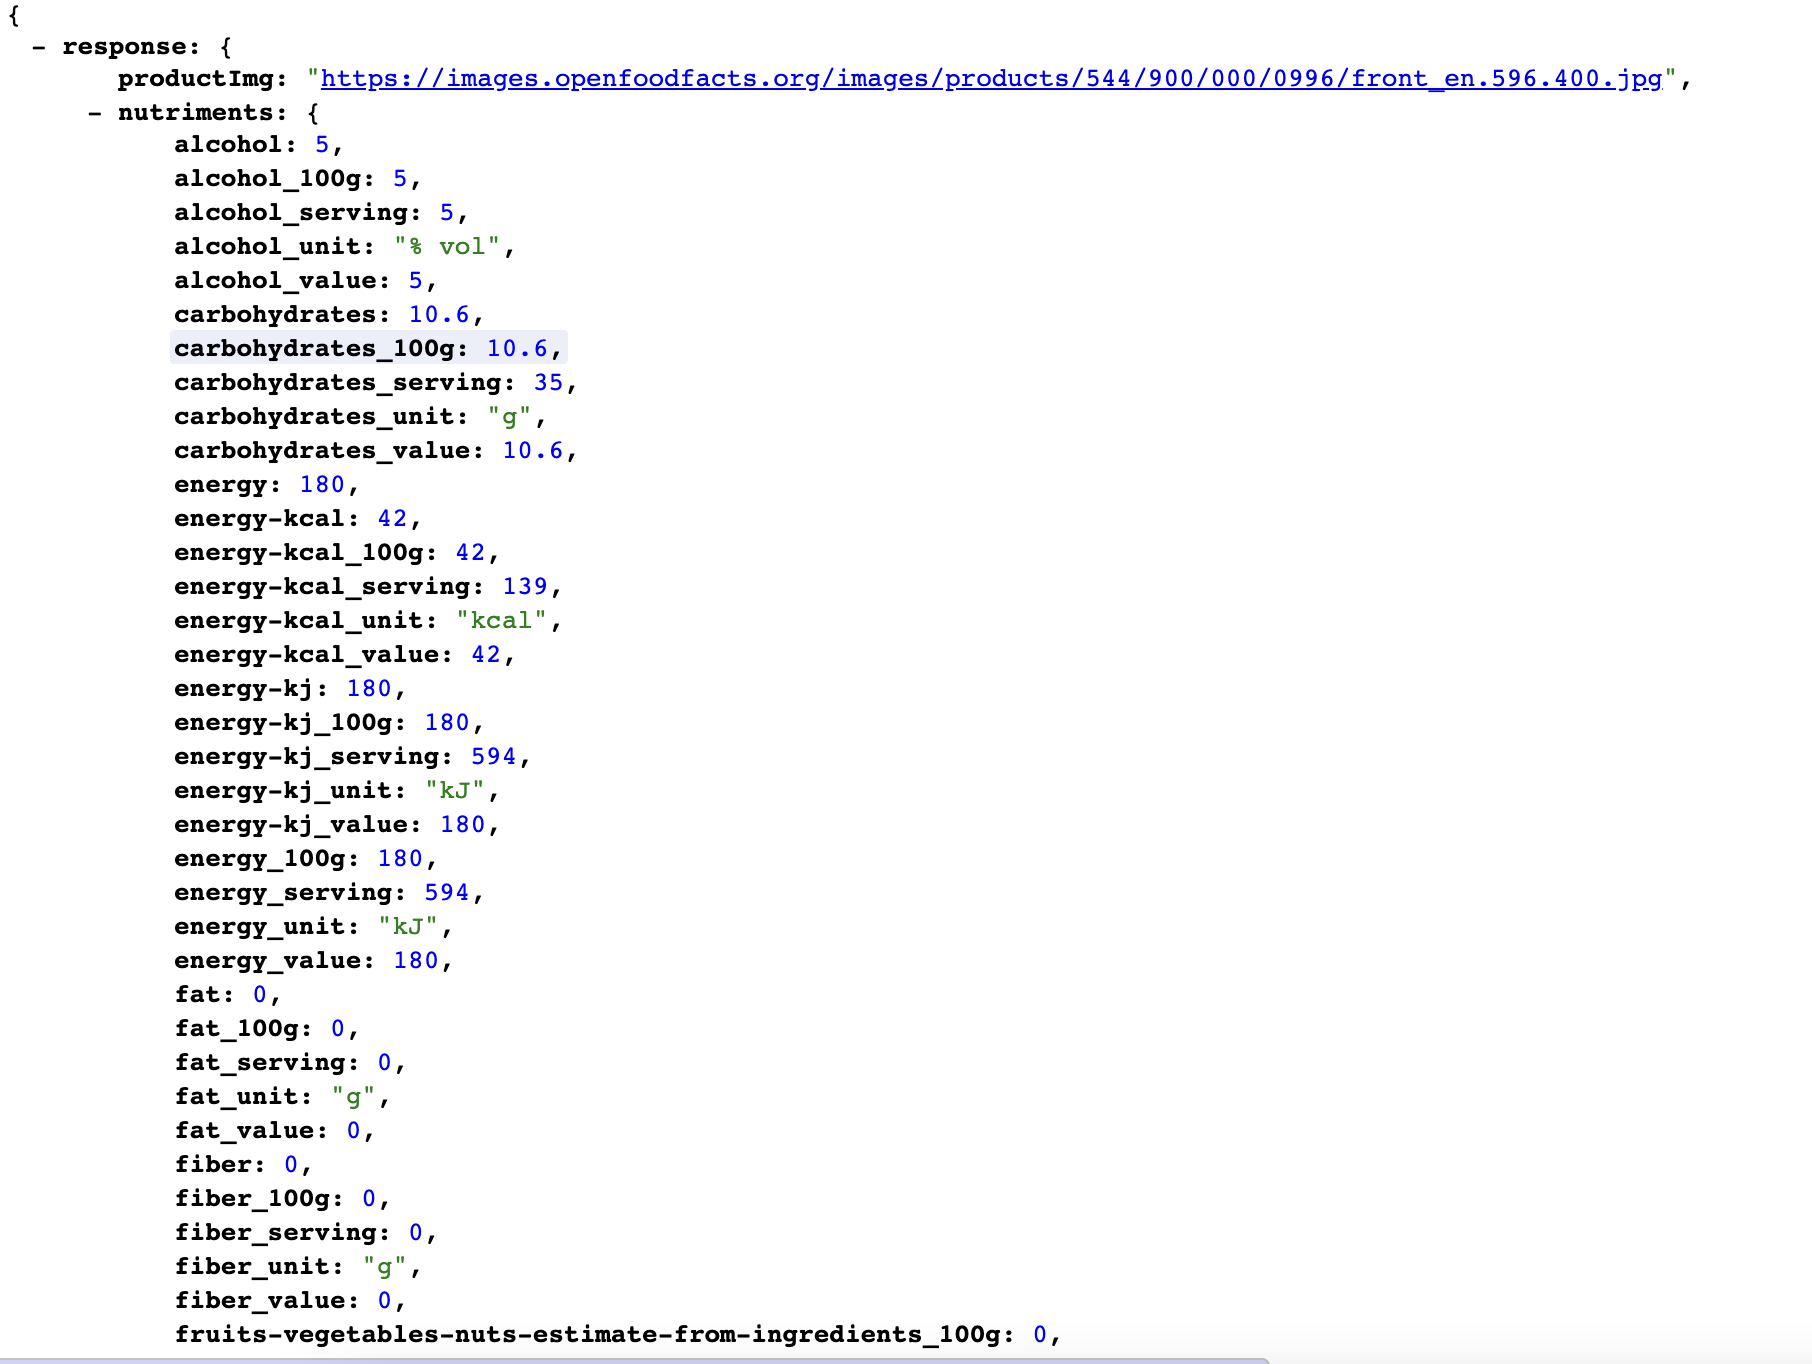 {
- response: {
productImg: "https://images.openfoodfacts.org/images/products/544/900/000/0996/front_en.596.400.jpg",
- nutriments: {
alcohol: 5,
alcohol_100g: 5,
alcohol_serving: 5,
alcohol_unit: "% vol",
alcohol_value: 5,
carbohydrates: 10.6,
carbohydrates_100g: 10.6,
carbohydrates_serving: 35,
carbohydrates_unit: "g",
carbohydrates_value: 10.6,
energy: 180,
energy-kcal: 42,
energy-kcal_100g: 42,
energy-kcal_serving: 139,
energy-kcal_unit: "kcal",
energy-kcal_value: 42,
energy-kj: 180,
energy-kj_100g: 180,
energy-kj_serving: 594,
energy-kj_unit: "kJ",
energy-kj_value: 180,
energy_100g: 180,
energy_serving: 594,
energy_unit: "kJ",
energy_value: 180,
fat: 0,
fat_100g: 0,
fat_serving: 0,
fat_unit: "g",
fat_value: 0,
fiber: 0,
fiber_100g: 0,
fiber_serving: 0,
fiber_unit: "g",
fiber_value: 0,
fruits-vegetables-nuts-estimate-from-ingredients_100g: 0,